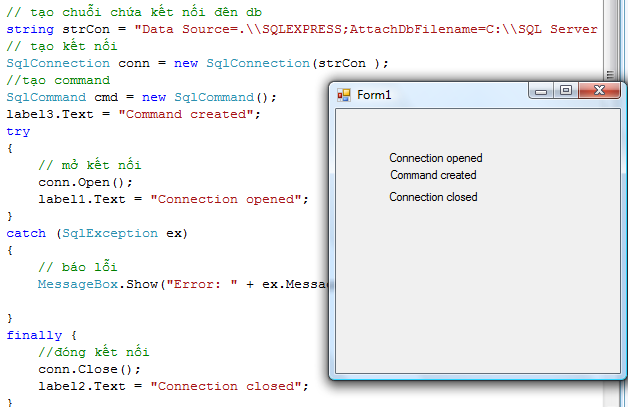 // tạo chuỗi chứa kết nối đên db
string strCon = "Data Source=.\\SQLEXPRESS;AttachDbFilename=C:\\SQL Server
// tạo kết nối
SqlConnection conn = new SqlConnection(strCon );
//tạo command
SqlCommand cmd = new SqlCommand();
label3.Text = "Command created";
try
{
// mở kết nối
conn.Open();
label1.Text = "Connection opened";
}
catch (SqlException ex)
{
// báo lỗi
MessageBox.Show("Error: " + ex.Messa
}
finally {
//đóng kết nối
conn.Close();
label2.Text = "Connection closed";
}
Form1
Connection opened
Command created
Connection closed